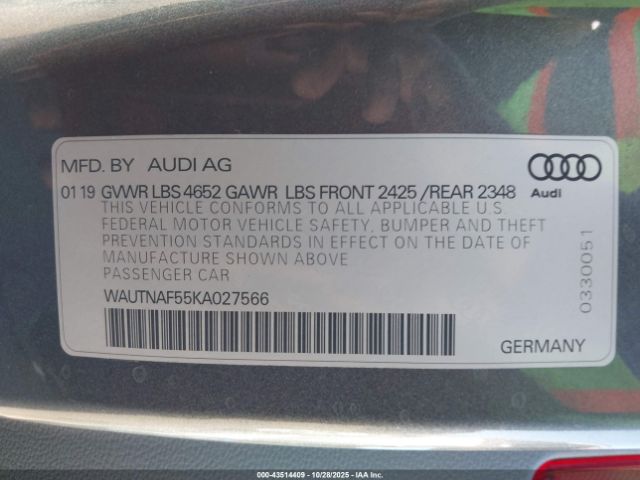 MFD. BY AUDI AG
01 19 GVWR LBS 4652 GAWR LBS FRONT 2425 /REAR 2348
Audi
THIS VEHICLE CONFORMS TO ALL APPLICABLE U.S.
FEDERAL MOTOR VEHICLE SAFETY, BUMPER AND THEFT
PREVENTION STANDARDS IN EFFECT ON THE DATE OF
MANUFACTURE SHOWN ABOVE
PASSENGER CAR
0330051
WAUTNAF55KA027566
GERMANY
000-43514409 | 10/28/2025 | IAA Inc.